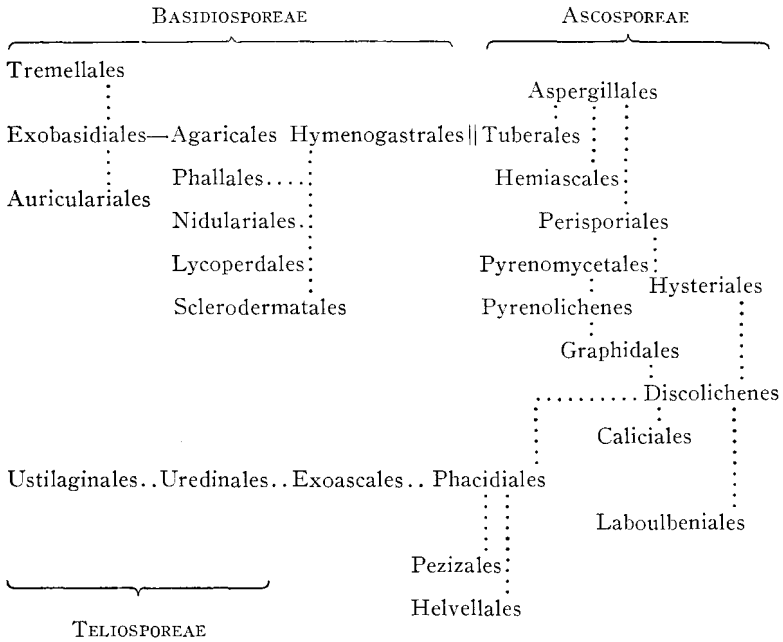 BASIDIOSPOREAE ASCOSPOREAE
Tremellales
Aspergillales
Exobasidiales—Agaricales Hymenogastrales||Tuberales
Phallales.... Hemiascales
Auriculariales
Nidulariales. Perisporiales
Lycoperdales Pyrenomycetales
Hysteriales
Sclerodermatales Pyrenolichenes
Graphidales
..........Discolichenes
Caliciales
Ustilaginales..Uredinales..Exoascales.. Phacidiales
Laboulbeniales
Pezizales
Helvellales
TELIOSPOREAE